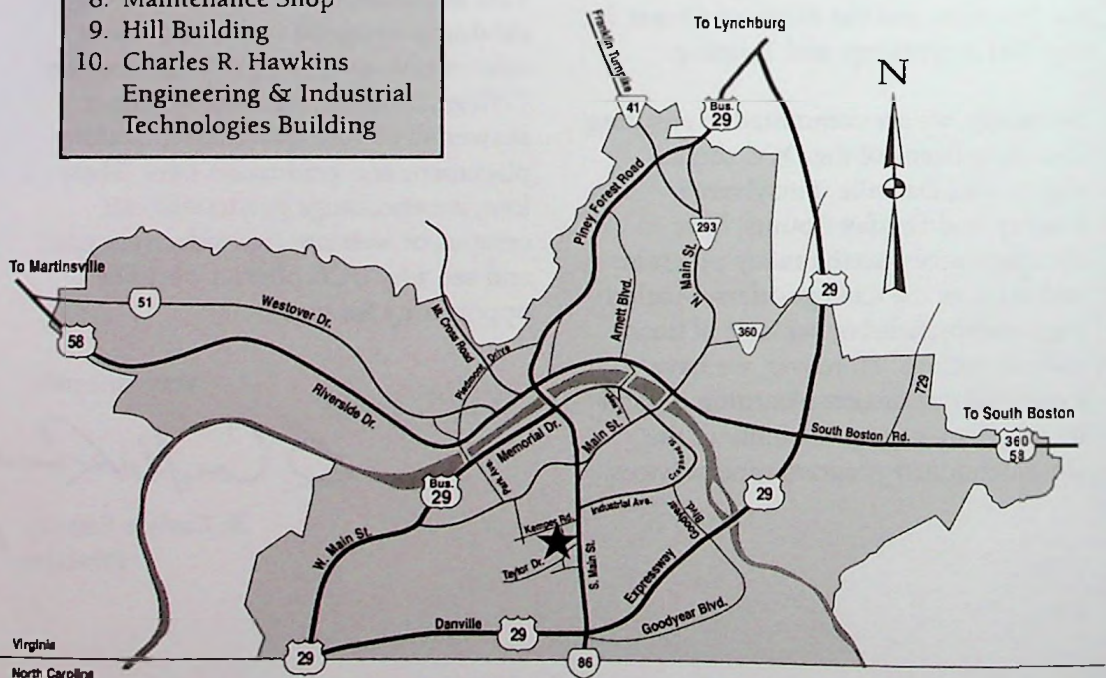 8. Maintenance Shop
9. Hill Building
10. Charles R. Hawkins
Engineering & Industrial
Technologies Building
To Lynchburg
Franklin Turnpike
41
Bus.
29
N
Piney Forest Road
293
N. Main St.
29
To Martinsville
51
Westover Dr.
Mt. Cross Road
Arnett Blvd.
360
58
Piedmont Drive
Riverside Dr.
729
To South Boston
Main St.
South Boston Rd.
360
58
Memorial Dr.
Park Ave.
Bus.
29
29
Industrial Ave.
Goodyear
Blvd.
Kemper Rd.
W. Main St.
Taylor Dr.
S. Main St.
Expressway
Goodyear Blvd.
Danville
29
Virginia
29
86
North Carolina